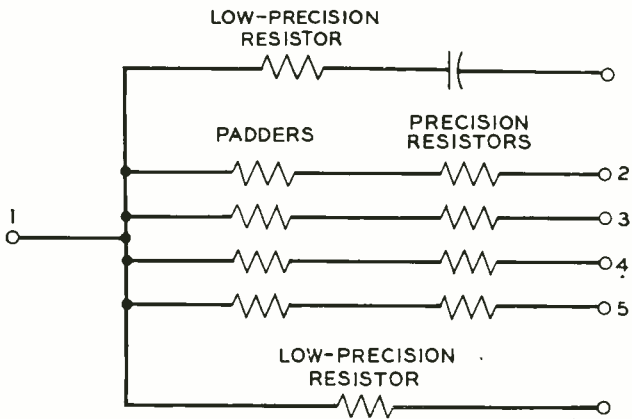 LOW-PRECISION
RESISTOR
PADDERS
PRECISION
RESISTORS
2
1
3
4
5
LOW-PRECISION
RESISTOR